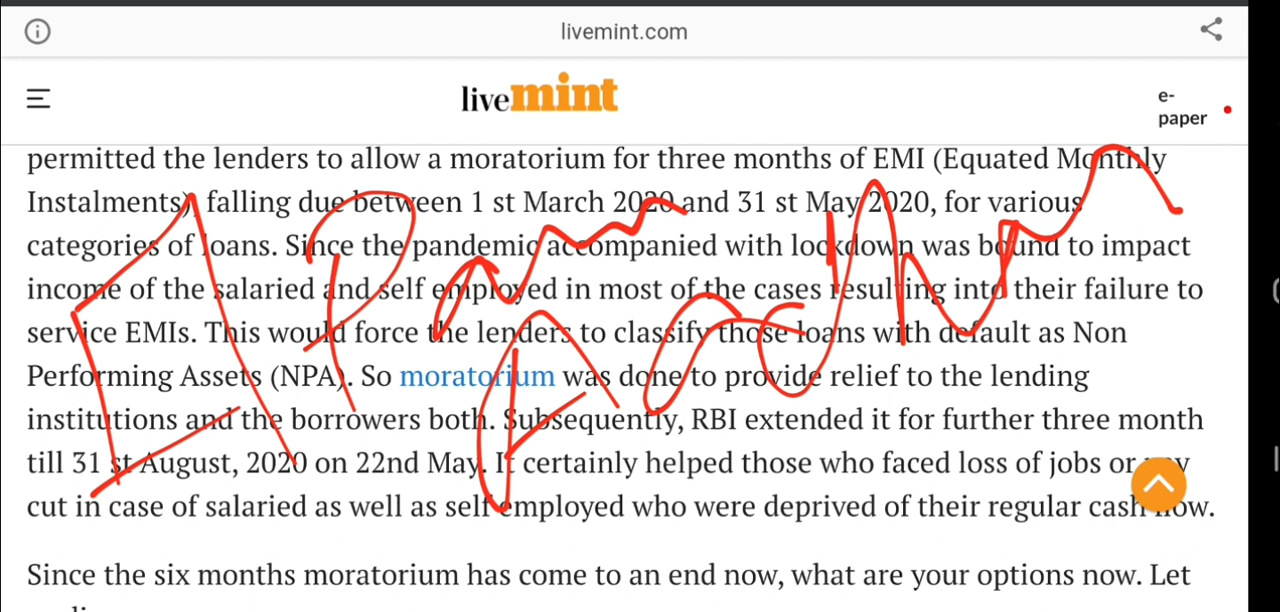 livemint.com
livemint
e-
paper
permitted the lenders to allow a moratorium for three months of EMI (Equated Monthly
Instalments) falling due between 1 st March 2020 and 31 st May 2020, for various
categories of loans. Since the pandemic accompanied with lockdown was bound to impact
income of the salaried and self employed in most of the cases resulting into their failure to
service EMIs. This would force the lenders to classify those loans with default as Non
Performing Assets (NPA). So moratorium was done to provide relief to the lending
institutions and the borrowers both. Subsequently, RBI extended it for further three month
till 31 st August, 2020 on 22nd May. It certainly helped those who faced loss of jobs or
cut in case of salaried as well as self employed who were deprived of their regular cash
Since the six months moratorium has come to an end now, what are your options now. Let